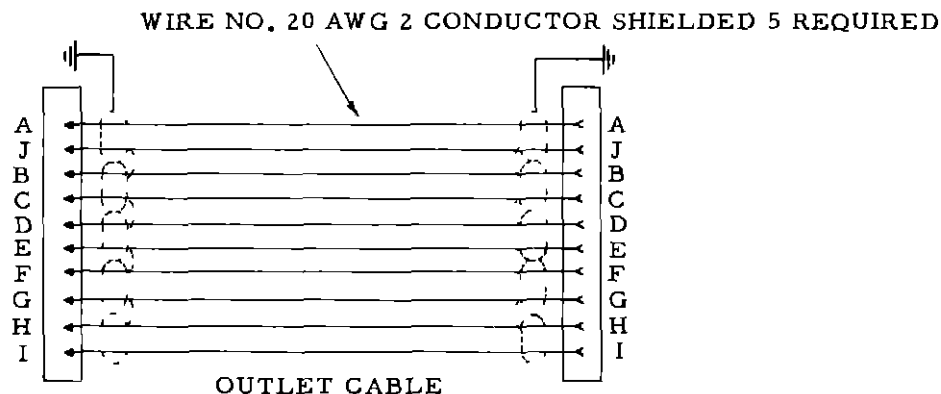 WIRE NO. 20 AWG 2 CONDUCTOR SHIELDED 5 REQUIRED
A A
J J
B B
C C
D D
E E
F F
G G
H H
I I
OUTLET CABLE